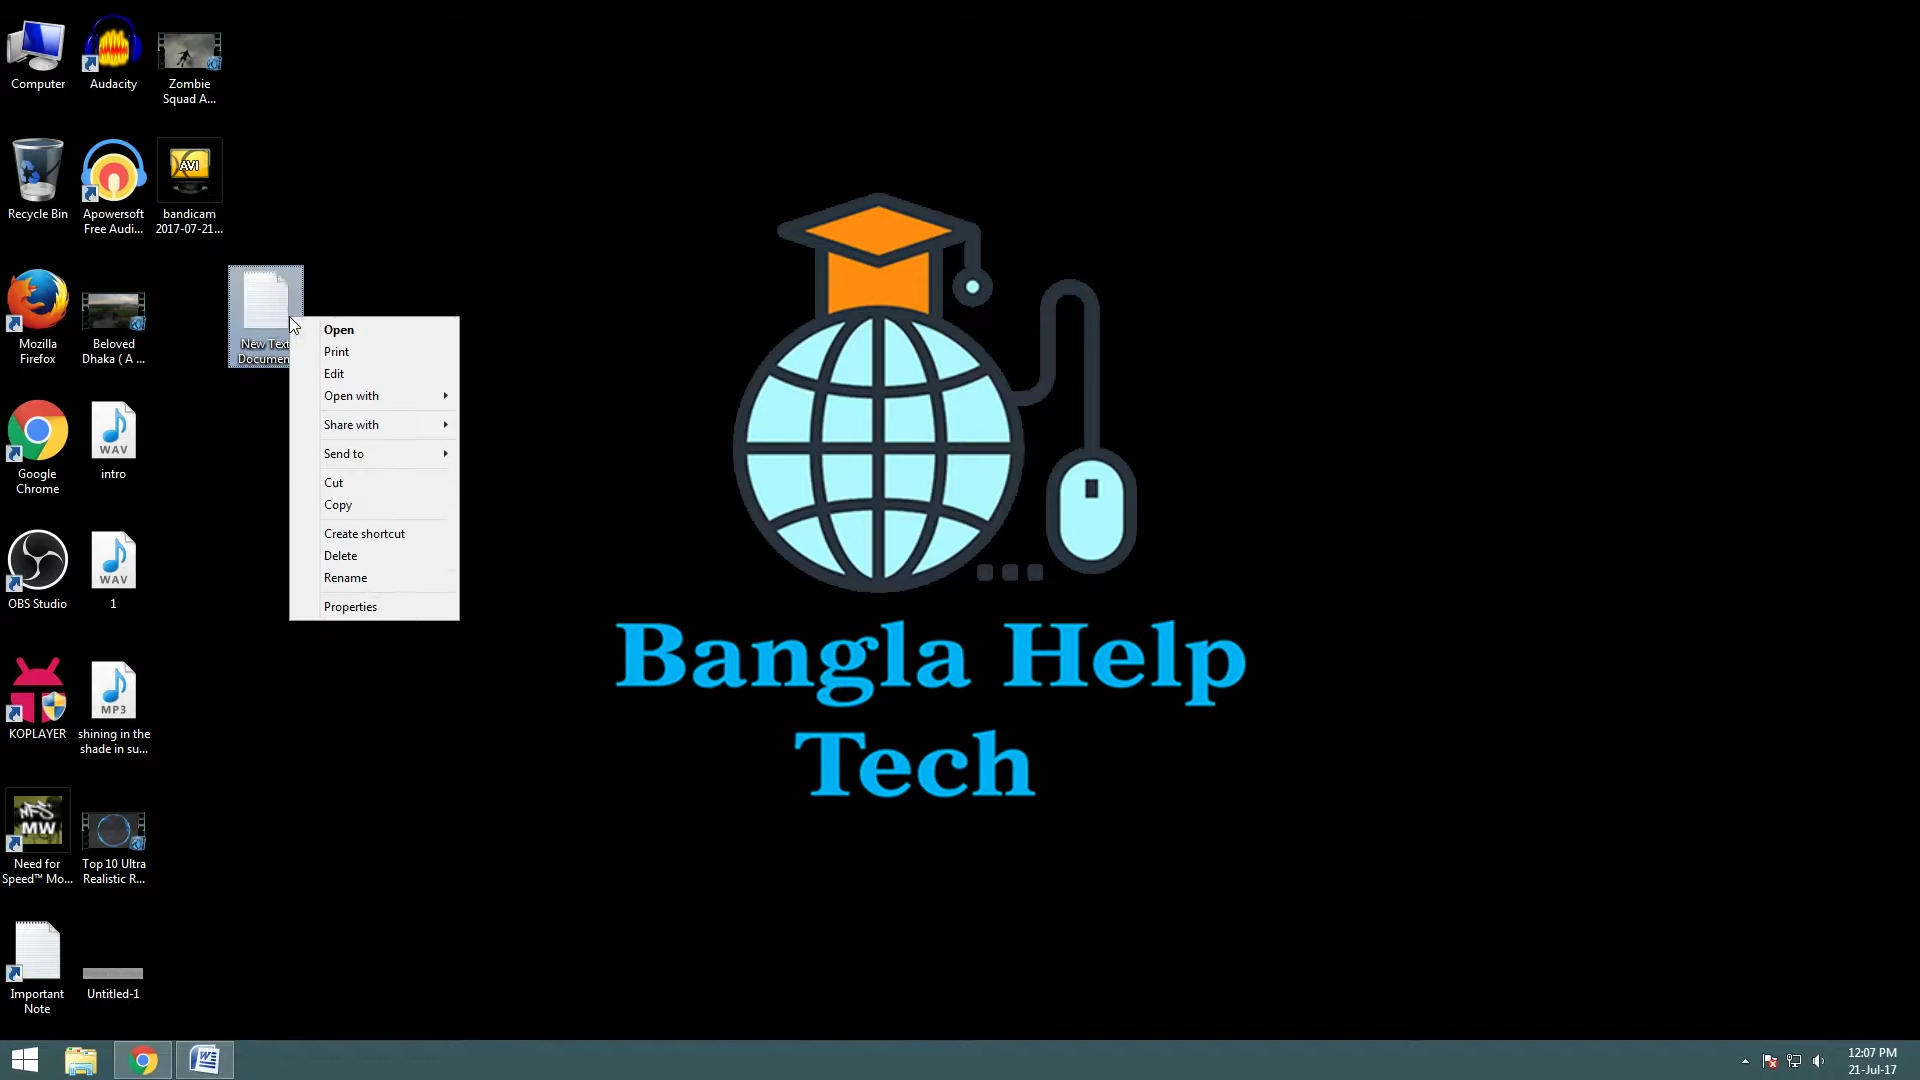 Computer
Audacity
Zombie
Squad A...
Recycle Bin
Apowersoft
Free Audi...
AVI
bandicam
2017-07-21...
Mozilla
Firefox
Beloved
Dhaka ( A ...
New Text
Documen
Open
Print
Edit
Open with
Share with
Send to
Cut
Copy
Create shortcut
Delete
Rename
Properties
Google
Chrome
WAV
intro
OBS Studio
WAV
1
KOPLAYER
MP3
shining in the
shade in su...
NFS
MW
Need for
Speed™ Mo...
Top 10 Ultra
Realistic R...
Important
Note
Untitled-1
Bangla Help
Tech
W
12:07 PM
21-Jul-17